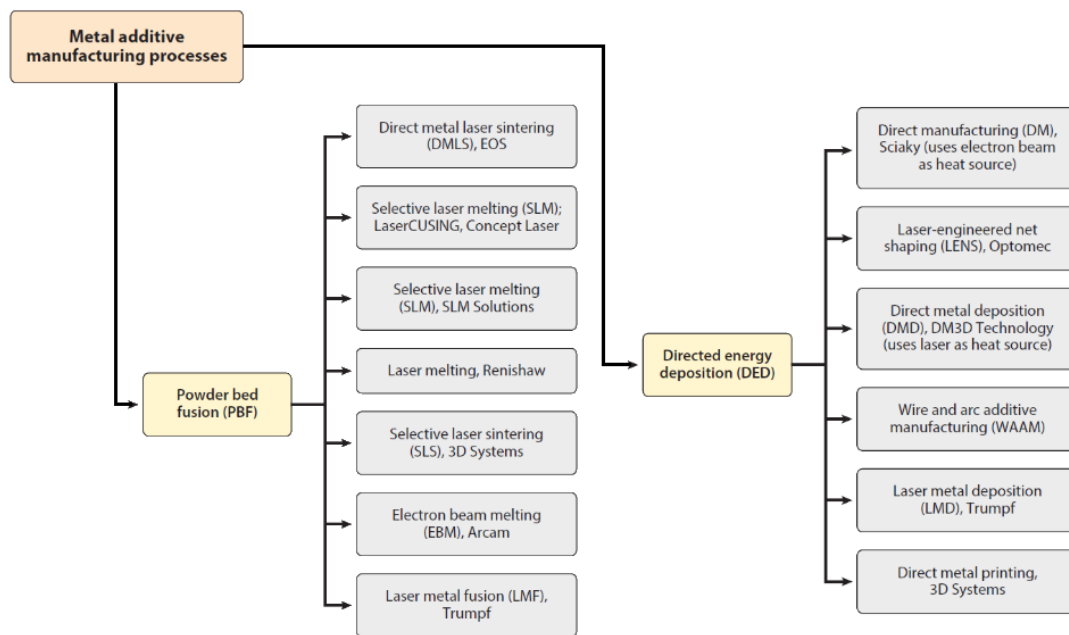 Metal additive
manufacturing processes
Direct metal laser sintering
(DMLS), EOS
Selective laser melting (SLM);
LaserCUSING, Concept Laser
Selective laser melting
(SLM), SLM Solutions
Laser melting, Renishaw
Powder bed
fusion (PBF)
Selective laser sintering
(SLS), 3D Systems
Electron beam melting
(EBM), Arcam
Laser metal fusion (LMF),
Trumpf
Directed energy
deposition (DED)
Direct manufacturing (DM),
Sciaky (uses electron beam
as heat source)
Laser-engineered net
shaping (LENS), Optomec
Direct metal deposition
(DMD), DM3D Technology
(uses laser as heat source)
Wire and arc additive
manufacturing (WAAM)
Laser metal deposition
(LMD), Trumpf
Direct metal printing,
3D Systems